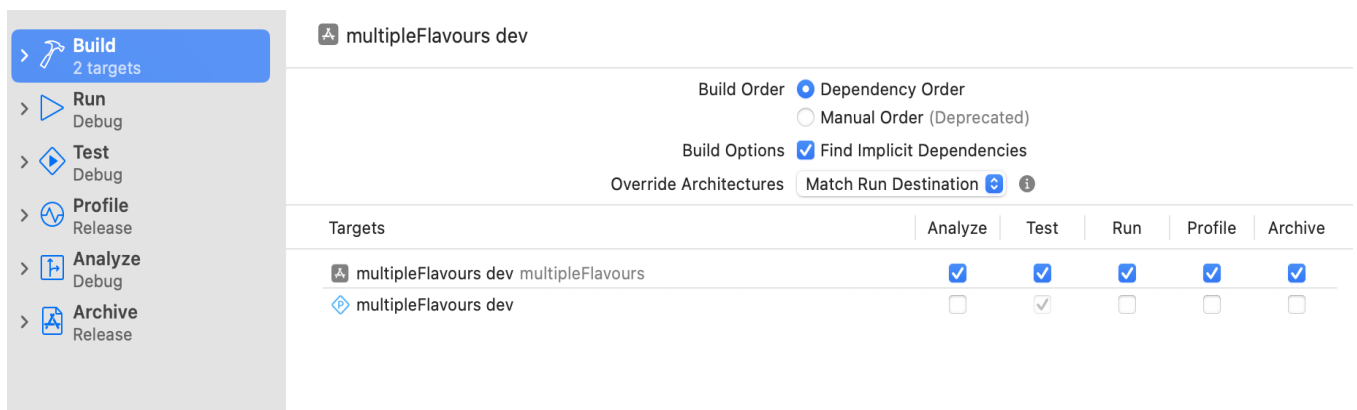 Build
2 targets
Run
Debug
Test
Debug
Profile
Release
Analyze
Debug
Archive
Release
multipleFlavours dev
Build Order Dependency Order
Manual Order (Deprecated)
Build Options Find Implicit Dependencies
Override Architectures Match Run Destination
Targets Analyze Test Run Profile Archive
multipleFlavours dev multipleFlavours
multipleFlavours dev